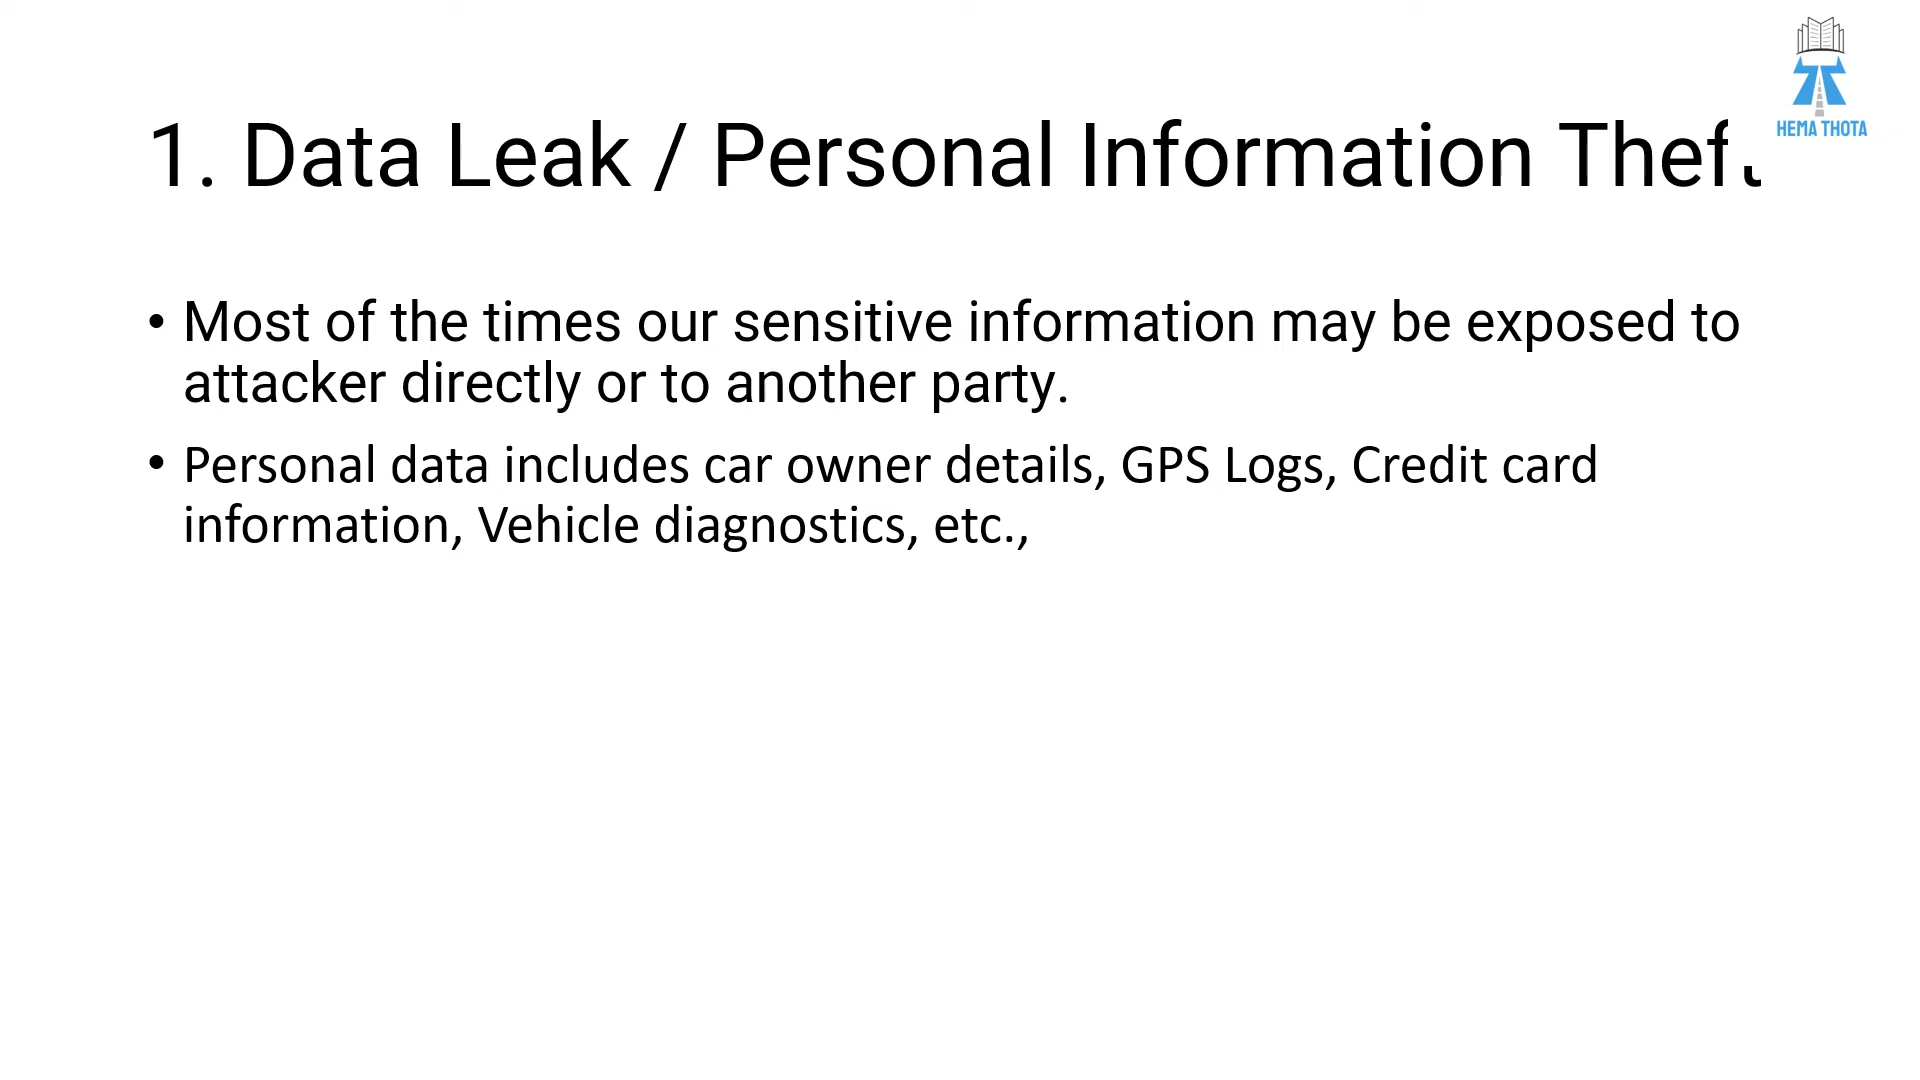 HEMA THOTA
1. Data Leak / Personal Information Theft
• Most of the times our sensitive information may be exposed to
attacker directly or to another party.
• Personal data includes car owner details, GPS Logs, Credit card
information, Vehicle diagnostics, etc.,